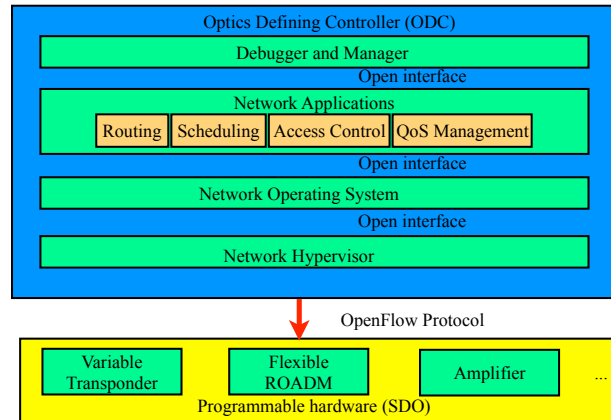 Optics Defining Controller (ODC)
Debugger and Manager
Open interface
Network Applications
Routing Scheduling Access Control QoS Management
Open interface
Network Operating System
Open interface
Network Hypervisor
OpenFlow Protocol
Variable Transponder
Flexible ROADM
Amplifier
...
Programmable hardware (SDO)